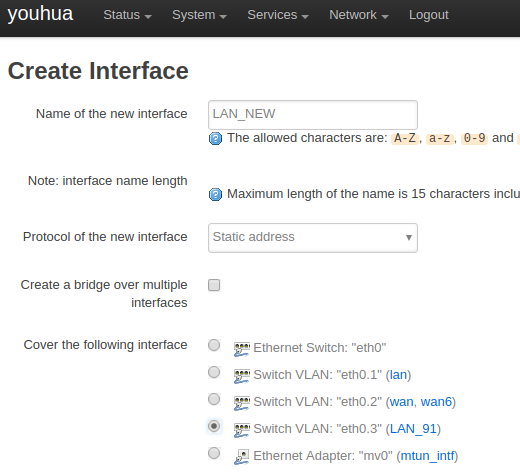 youhua Status System Services Network Logout
Create Interface
Name of the new interface LAN_NEW
The allowed characters are: A-Z, a-z, 0-9 and
Note: interface name length
Maximum length of the name is 15 characters inclu
Protocol of the new interface Static address
Create a bridge over multiple
interfaces
Cover the following interface
Ethernet Switch: "eth0"
Switch VLAN: "eth0.1" (lan)
Switch VLAN: "eth0.2" (wan, wan6)
Switch VLAN: "eth0.3" (LAN_91)
Ethernet Adapter: "mv0" (mtun_intf)